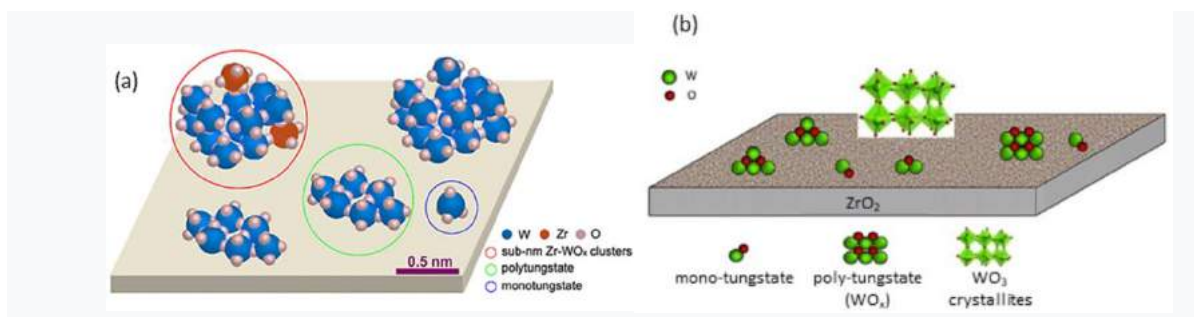 (a)
W Zr O
sub-nm Zr-WOₓ clusters
polytungstate
monotungstate
0.5 nm
(b)
W
O
ZrO₂
mono-tungstate
poly-tungstate
(WOₓ)
WO₃
crystallites